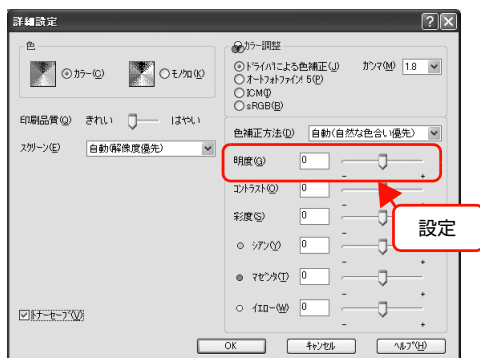 詳細設定
色
カラー(C)
モノクロ(K)
印刷品質(Q) きれい はやい
スクリーン(E) 自動(解像度優先)
トナーセーブ(V)
カラー調整
ドライバによる色補正(J) ガンマ(M) 1.8
オートフォトファイン! 5(P)
ICM(I)
sRGB(B)
色補正方法(D) 自動(自然な色合い優先)
明度(G) 0
- +
コントラスト(O) 0
- +
彩度(S) 0
- +
設定
シアン(Y) 0
- +
マゼンタ(T) 0
- +
イエロー(W) 0
- +
OK キャンセル ヘルプ(H)